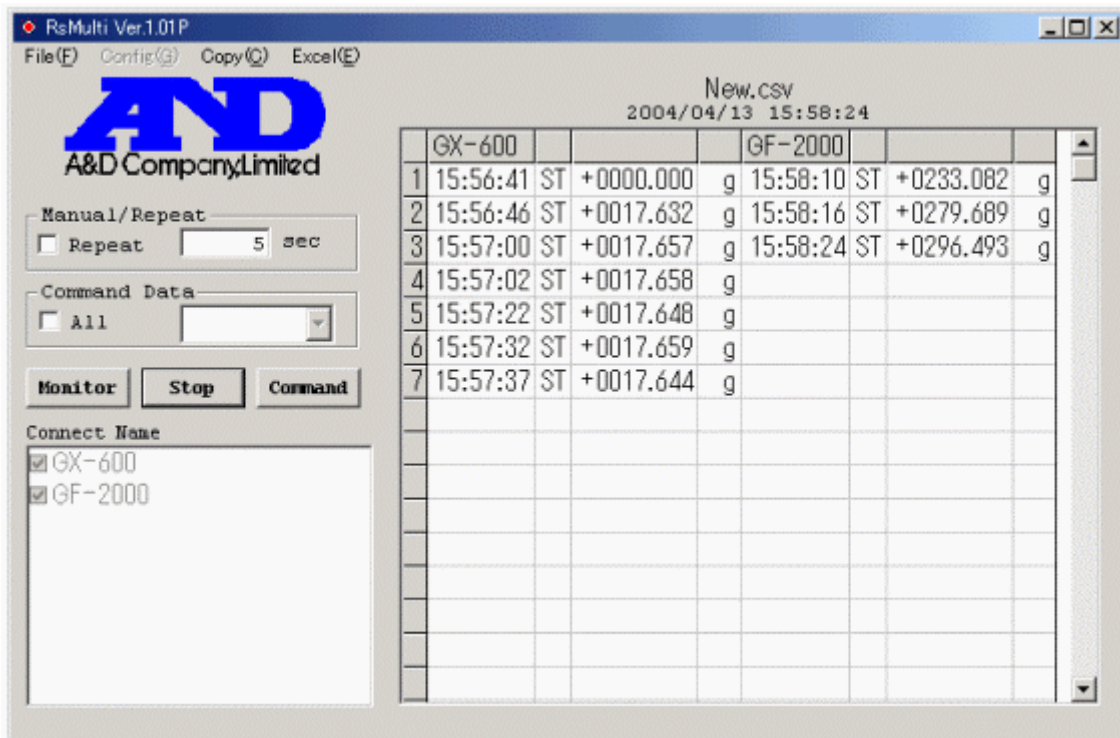 RsMulti Ver.1.01P
File(F) Config(G) Copy(C) Excel(E)
AND
A&D Company,Limited
Manual/Repeat
Repeat 5 sec
Command Data
All
Monitor Stop Command
Connect Name
GX-600
GF-2000
New.csv
2004/04/13 15:58:24
GX-600 GF-2000
1 15:56:41 ST +0000.000 g 15:58:10 ST +0233.082 g
2 15:56:46 ST +0017.632 g 15:58:16 ST +0279.689 g
3 15:57:00 ST +0017.657 g 15:58:24 ST +0296.493 g
4 15:57:02 ST +0017.658 g
5 15:57:22 ST +0017.648 g
6 15:57:32 ST +0017.659 g
7 15:57:37 ST +0017.644 g